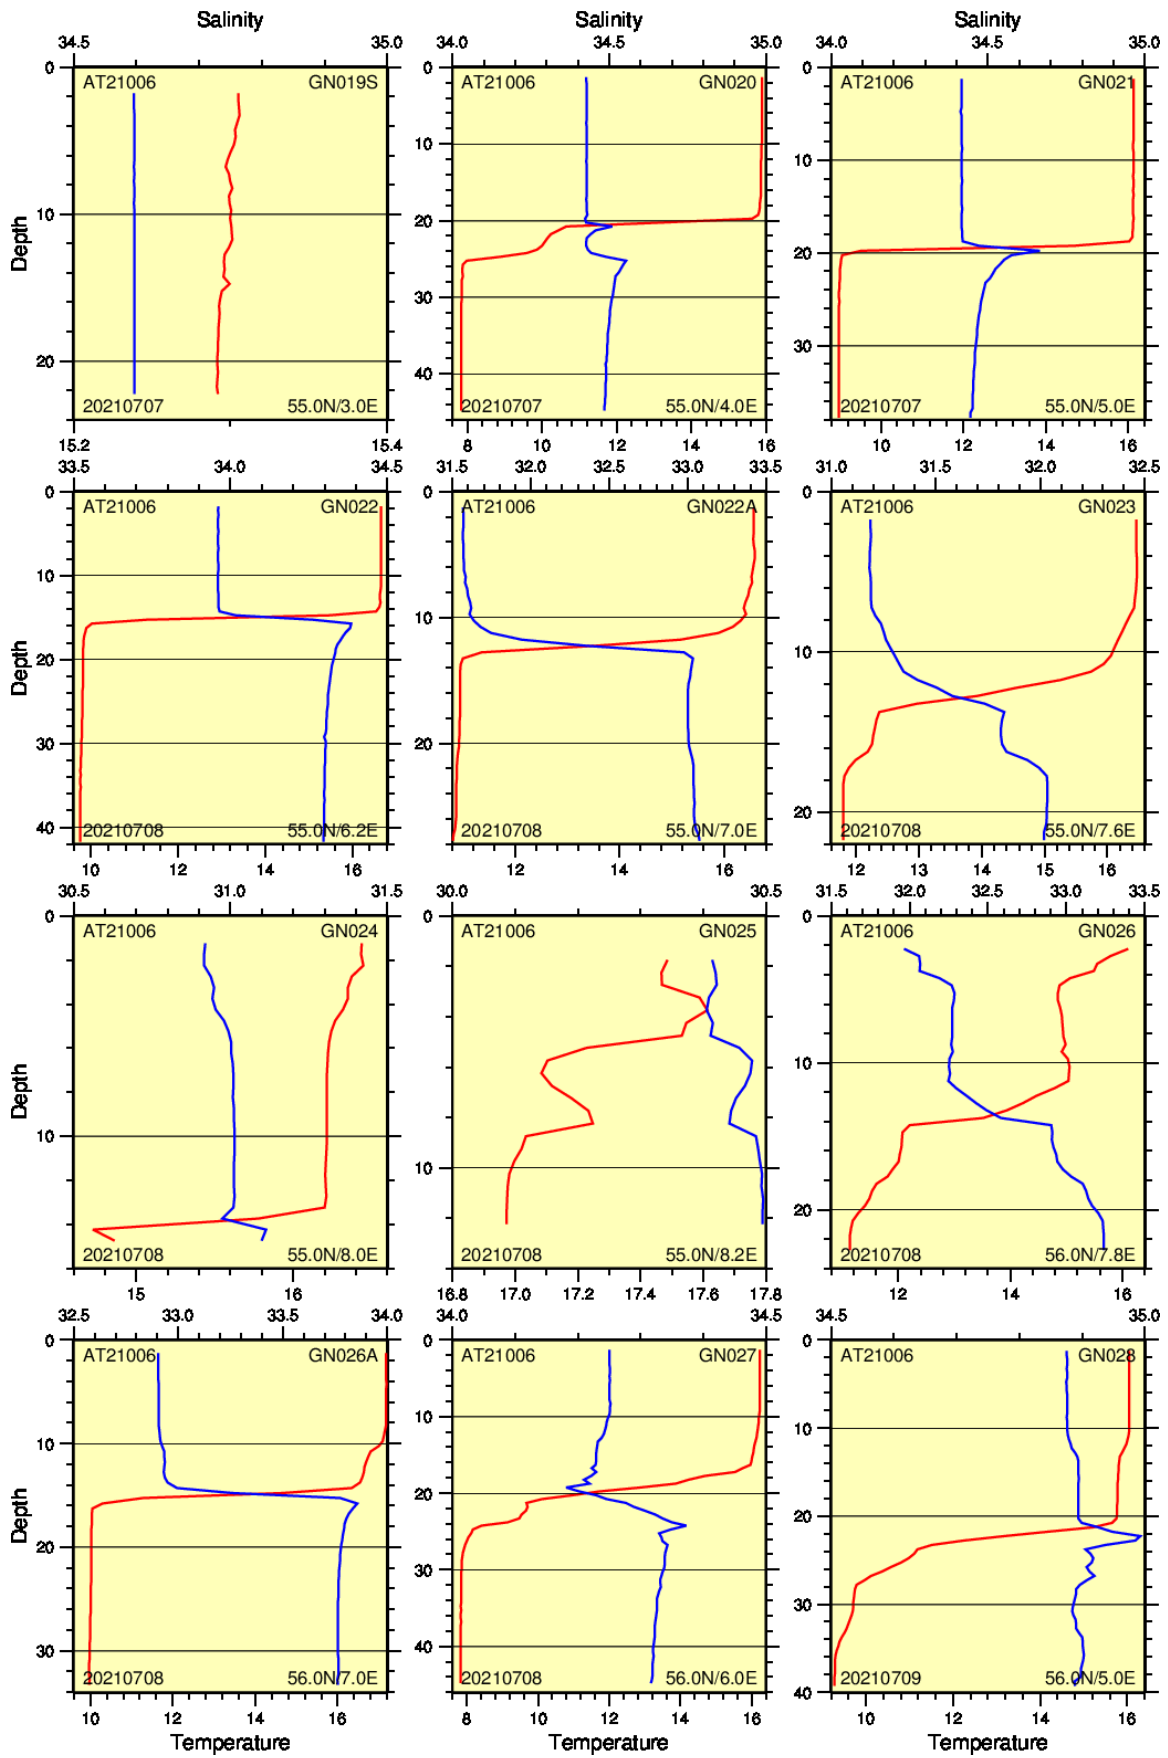 Salinity Salinity Salinity
34.5 35.0 34.0 34.5 35.0 34.0 34.5 35.0
AT21006 GN019S AT21006 GN020 AT21006 GN021
0 10 20 0 10 20 30 40 0 10 20 30
Depth
20210707 55.0N/3.0E 20210707 55.0N/4.0E 20210707 55.0N/5.0E
15.2 15.4 8 10 12 14 16 10 12 14 16
33.5 34.0 34.5 31.5 32.0 32.5 33.0 33.5 31.0 31.5 32.0 32.5
AT21006 GN022 AT21006 GN022A AT21006 GN023
0 10 20 30 40 0 10 20 0 10 20
Depth
20210708 55.0N/6.2E 20210708 55.0N/7.0E 20210708 55.0N/7.6E
10 12 14 16 12 14 16 12 13 14 15 16
30.5 31.0 31.5 30.0 30.5 31.5 32.0 32.5 33.0 33.5
AT21006 GN024 AT21006 GN025 AT21006 GN026
0 10 0 10 0 10 20
Depth
20210708 55.0N/8.0E 20210708 55.0N/8.2E 20210708 56.0N/7.8E
15 16 16.8 17.0 17.2 17.4 17.6 17.8 12 14 16
32.5 33.0 33.5 34.0 34.0 34.5 34.5 35.0
AT21006 GN026A AT21006 GN027 AT21006 GN028
0 10 20 30 0 10 20 30 40 0 10 20 30 40
Depth
20210708 56.0N/7.0E 20210708 56.0N/6.0E 20210709 56.0N/5.0E
10 12 14 16 8 10 12 14 16 10 12 14 16
Temperature Temperature Temperature